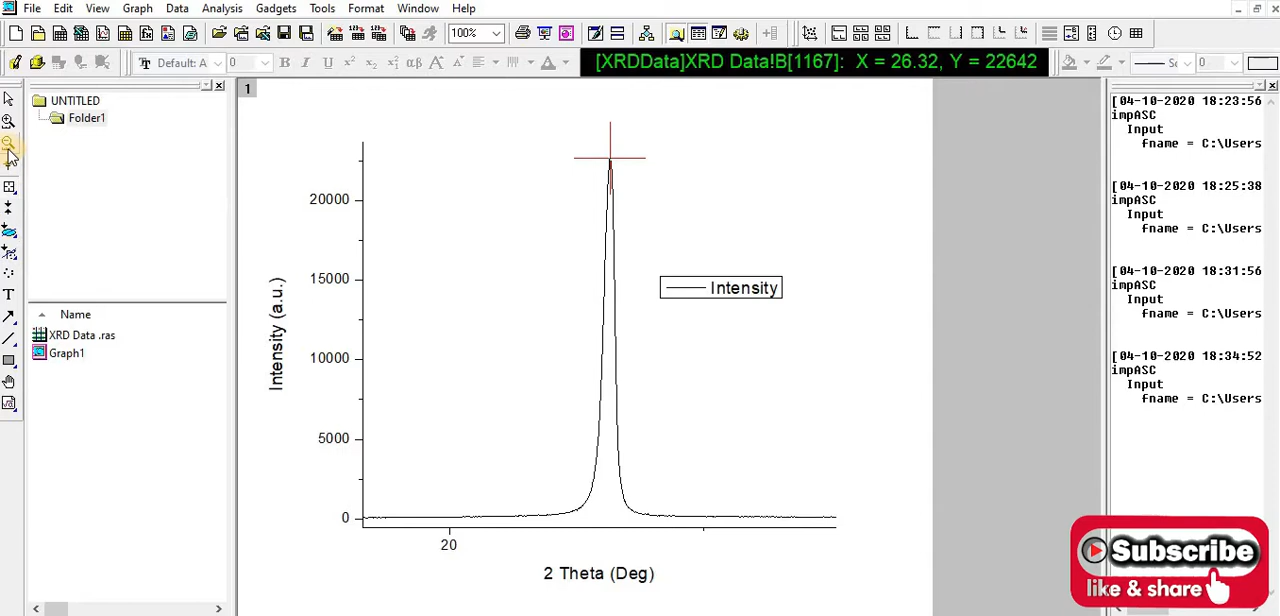 File Edit View Graph Data Analysis Gadgets Tools Format Window Help
100%
Default: A 0 B I U [XRDData]XRD Data!B[1167]: X = 26.32, Y = 22642 0
UNTITLED
Folder1
Name
XRD Data .ras
Graph1
1
20000
15000
10000
5000
0
20
Intensity (a.u.)
2 Theta (Deg)
Intensity
[04-10-2020 18:23:56
impASC
Input
fname = C:\Users
[04-10-2020 18:25:38
impASC
Input
fname = C:\Users
[04-10-2020 18:31:56
impASC
Input
fname = C:\Users
[04-10-2020 18:34:52
impASC
Input
fname = C:\Users
Subscribe
like & share